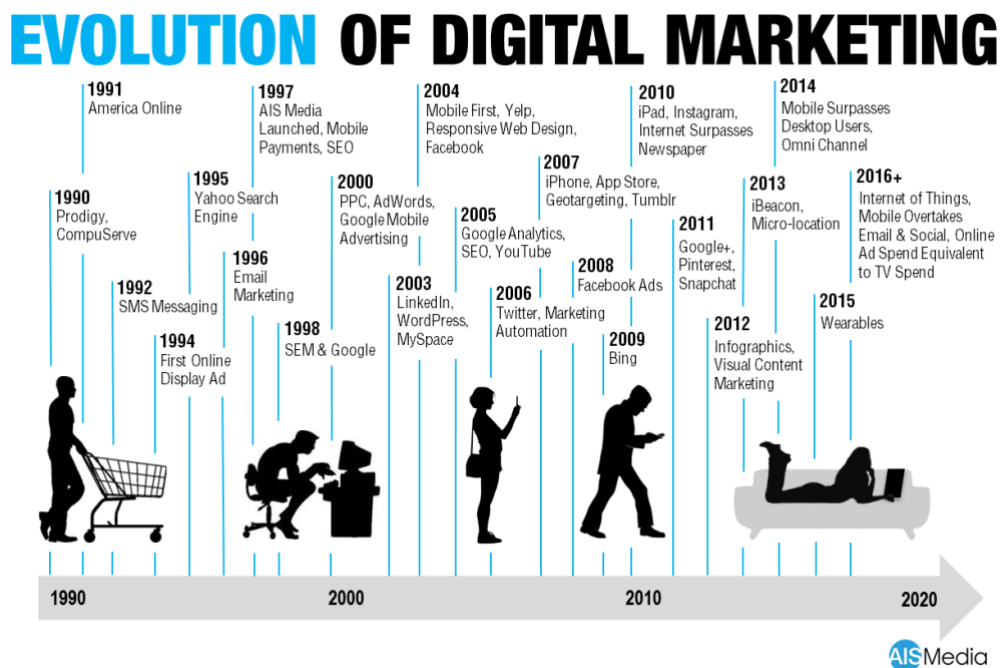 EVOLUTION OF DIGITAL MARKETING
1991
America Online
1997
AIS Media
Launched, Mobile
Payments, SEO
2004
Mobile First, Yelp,
Responsive Web Design,
Facebook
2010
iPad, Instagram,
Internet Surpasses
Newspaper
2014
Mobile Surpasses
Desktop Users,
Omni Channel
1990
Prodigy,
CompuServe
1995
Yahoo Search
Engine
2000
PPC, AdWords,
Google Mobile
Advertising
2005
Google Analytics,
SEO, YouTube
2007
iPhone, App Store,
Geotargeting, Tumblr
2011
Google+,
Pinterest,
Snapchat
2013
iBeacon,
Micro-location
2016+
Internet of Things,
Mobile Overtakes
Email & Social, Online
Ad Spend Equivalent
to TV Spend
1992
SMS Messaging
1996
Email
Marketing
2003
LinkedIn,
WordPress,
MySpace
2006
Twitter, Marketing
Automation
2008
Facebook Ads
2015
Wearables
1994
First Online
Display Ad
1998
SEM & Google
2009
Bing
2012
Infographics,
Visual Content
Marketing
1990
2000
2010
2020
AISMedia